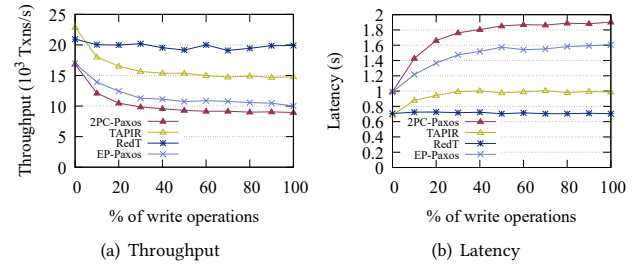 Throughput (10³ Txns/s)
25
20
15
10
5
0
2PC-Paxos
TAPIR
RedT
EP-Paxos
0 20 40 60 80 100
% of write operations
(a) Throughput
Latency (s)
2
1.8
1.6
1.4
1.2
1
0.8
0.6
0.4
0.2
0
2PC-Paxos
TAPIR
RedT
EP-Paxos
0 20 40 60 80 100
% of write operations
(b) Latency